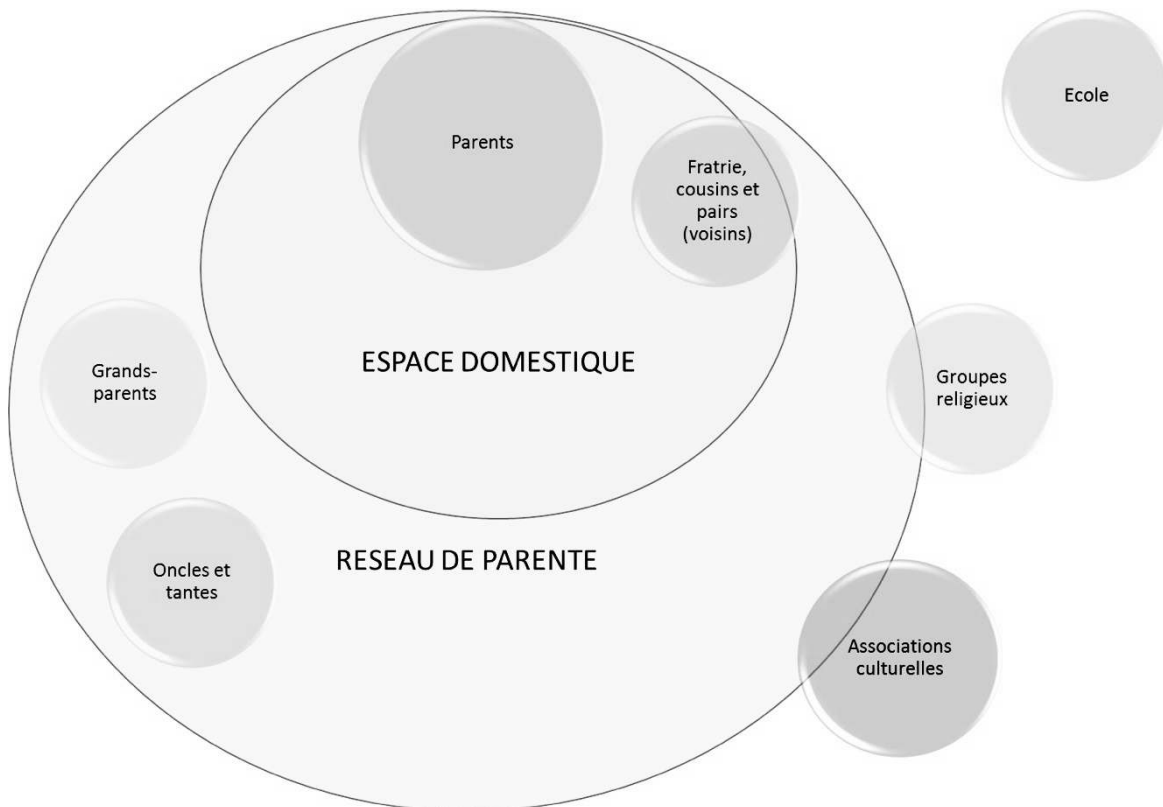 Ecole
Parents
Fratrie,
cousins et
pairs
(voisins)
ESPACE DOMESTIQUE
Grands-
parents
Groupes
religieux
RESEAU DE PARENTE
Oncles et
tantes
Associations
culturelles